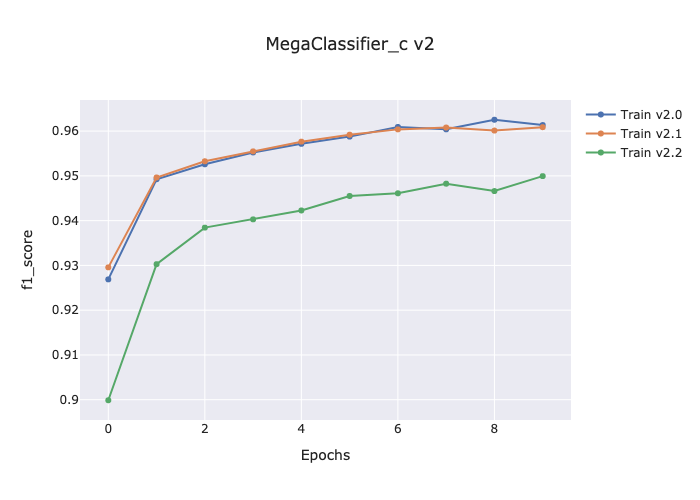 MegaClassifier_c v2
Train v2.0
Train v2.1
Train v2.2
f1_score
0.96
0.95
0.94
0.93
0.92
0.91
0.9
0 2 4 6 8
Epochs